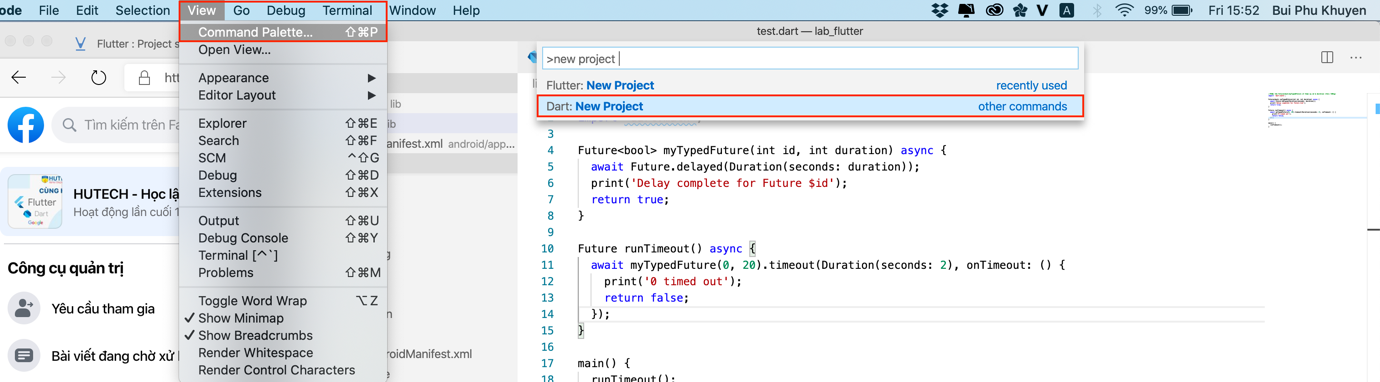 ode File Edit Selection View Go Debug Terminal Window Help 99% Fri 15:52 Bui Phu Khuyen
Flutter : Project s
htt
Tìm kiếm trên Fa
HUTECH - Học lậ
Hoạt động lần cuối 1
Flutter
Dart
Google
Công cụ quản trị
Yêu cầu tham gia
Bài viết đang chờ xử l
Command Palette... ⇧⌘P
Open View...
Appearance ▶
Editor Layout ▶
Explorer ⇧⌘E
Search ⇧⌘F
SCM ^⇧G
Debug ⇧⌘D
Extensions ⇧⌘X
Output ⇧⌘U
Debug Console ⇧⌘Y
Terminal [^`]
Problems ⇧⌘M
Toggle Word Wrap ⌥Z
✓ Show Minimap
✓ Show Breadcrumbs
Render Whitespace
Render Control Characters
lib
lib
anifest.xml android/app...
roidManifest.xml
test.dart — lab_flutter
>new project
Flutter: New Project recently used
Dart: New Project other commands
3
4 Future<bool> myTypedFuture(int id, int duration) async {
5 await Future.delayed(Duration(seconds: duration));
6 print('Delay complete for Future $id');
7 return true;
8 }
9
10 Future runTimeout() async {
11 await myTypedFuture(0, 20).timeout(Duration(seconds: 2), onTimeout: () {
12 print('0 timed out');
13 return false;
14 });
15 }
16
17 main() {
18 runTimeout();